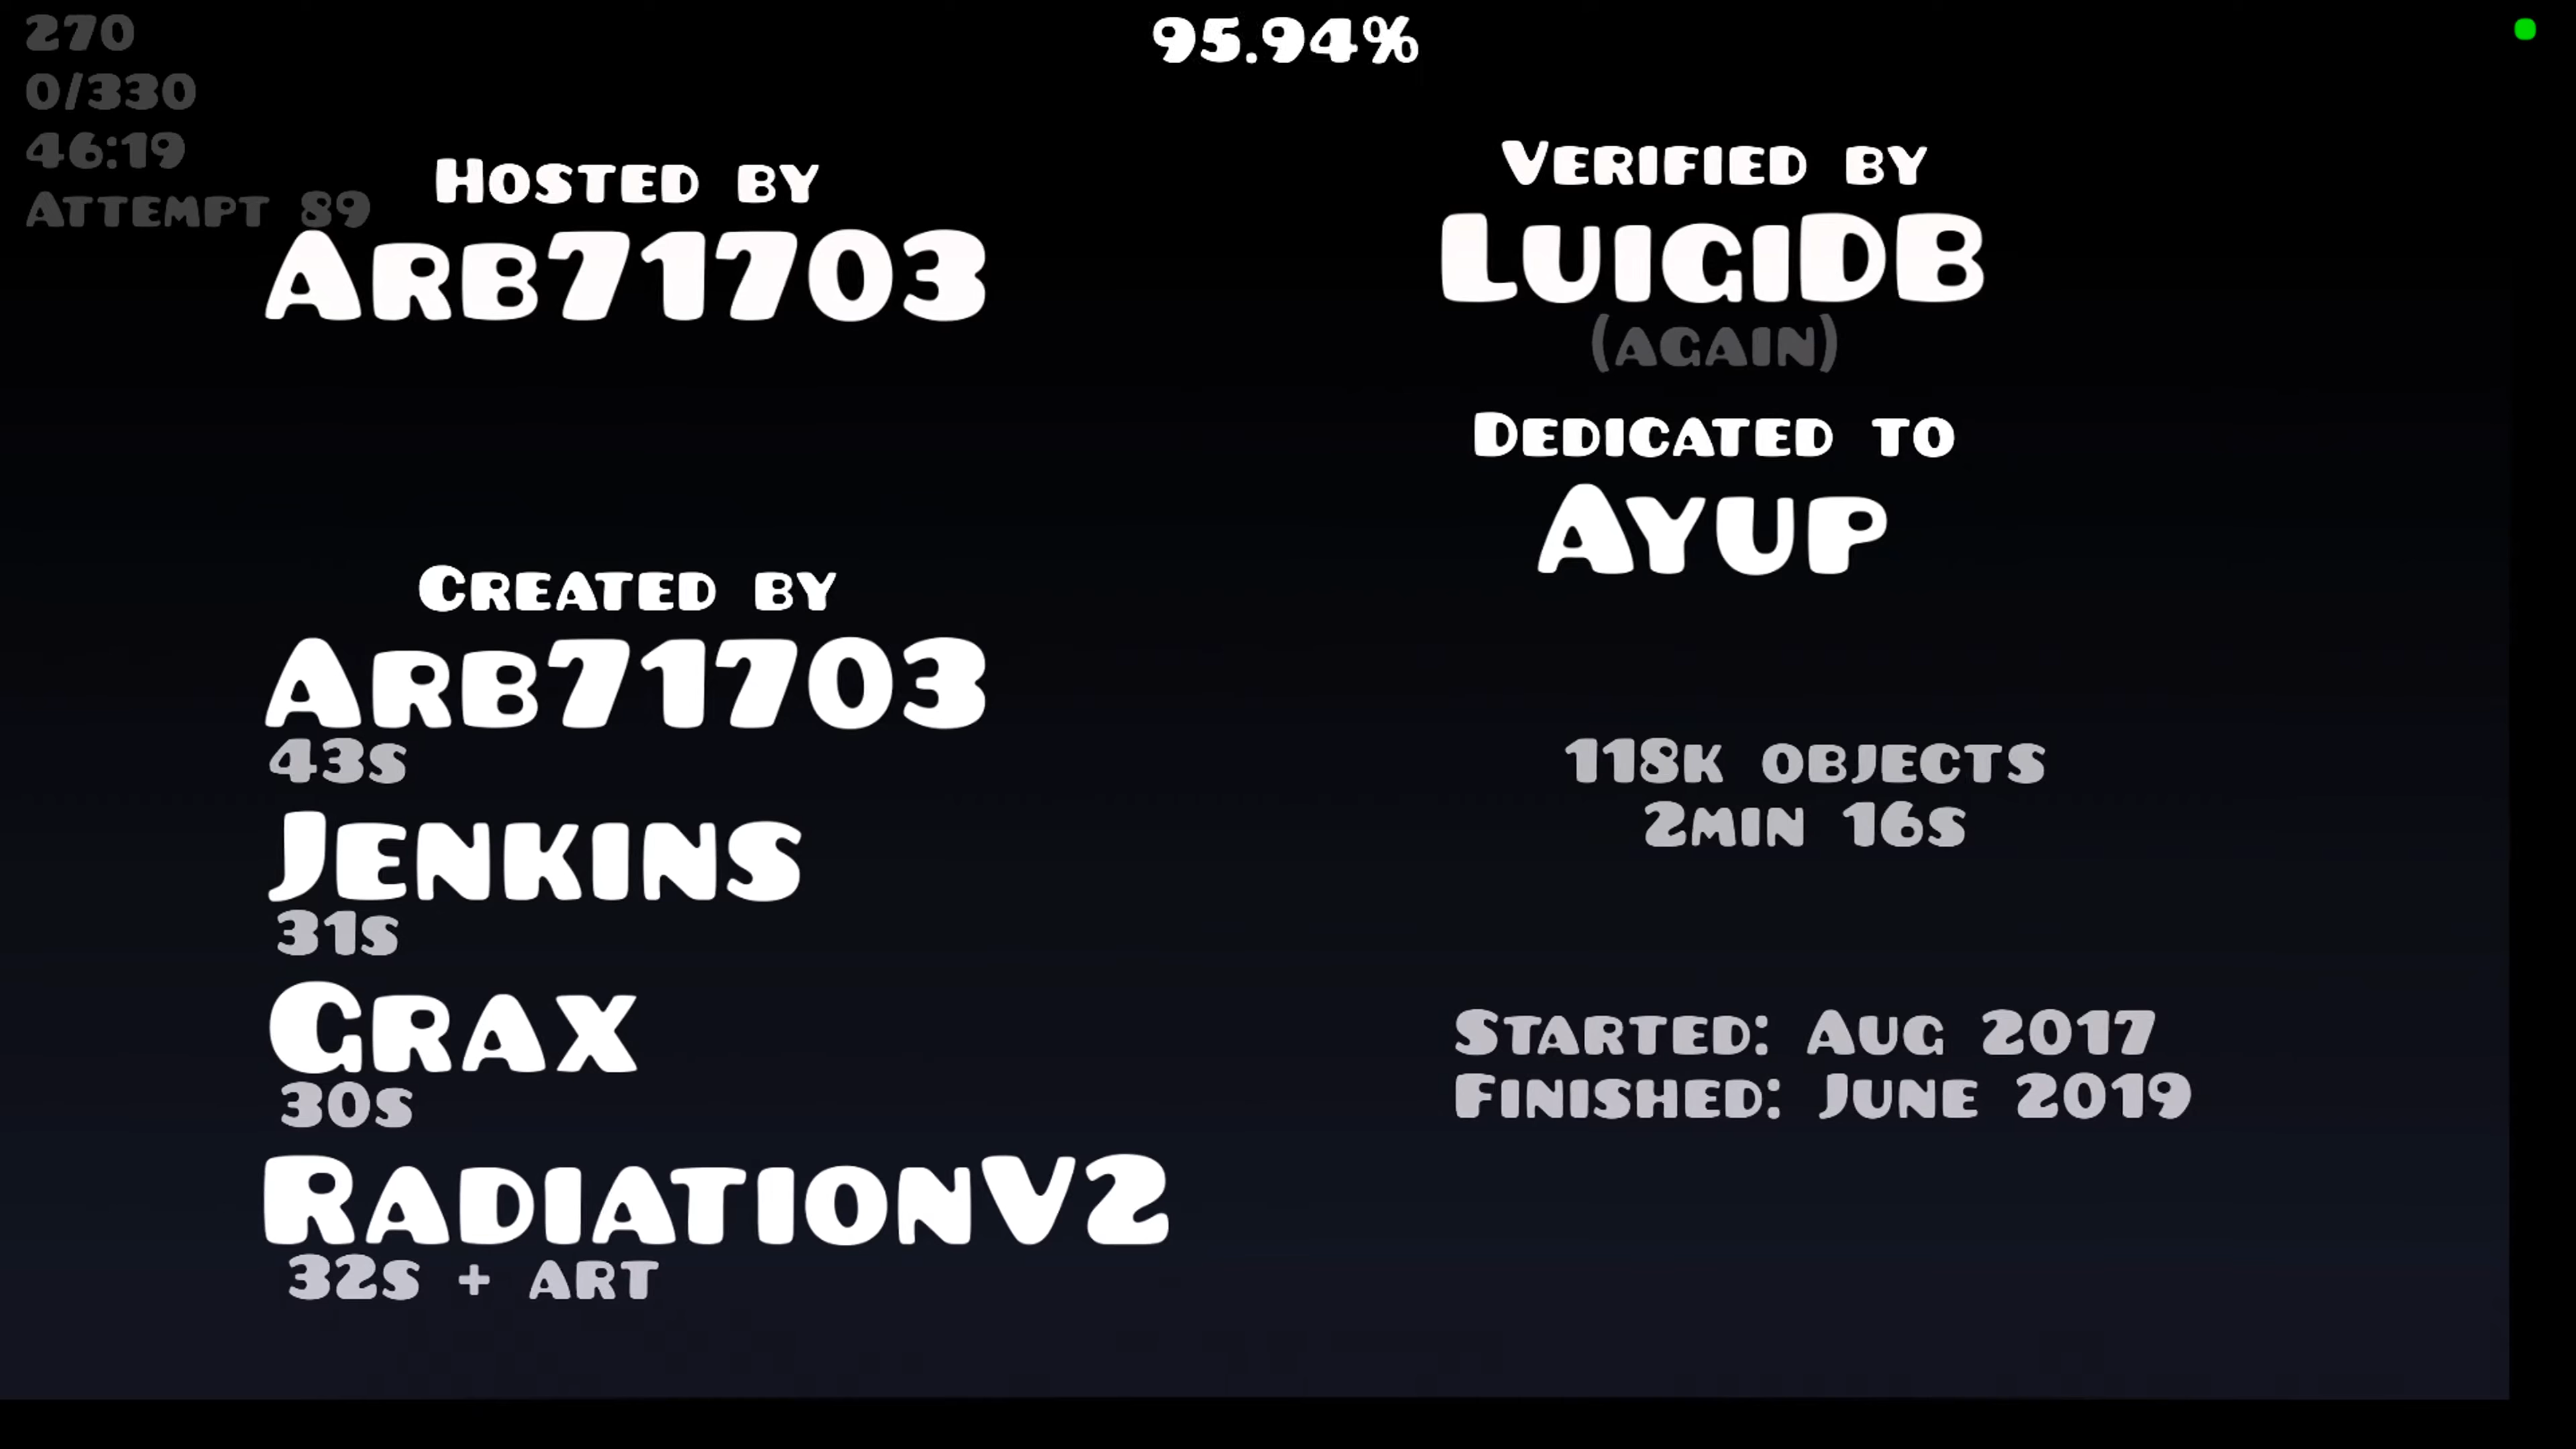 270
0/330
46:19
Attempt 89
95.94%
Hosted by
Arb71703
Created by
Arb71703
43s
Jenkins
31s
Grax
30s
RadiationV2
32s + art
Verified by
LuigiDB
(again)
Dedicated to
Ayup
118k objects
2min 16s
Started: Aug 2017
Finished: June 2019